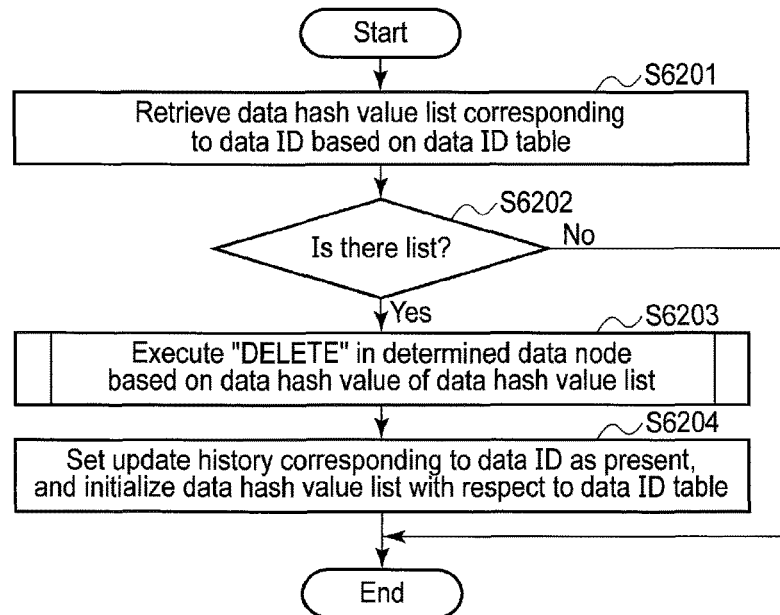 Start
S6201
Retrieve data hash value list corresponding
to data ID based on data ID table
S6202
Is there list?
No
Yes
S6203
Execute "DELETE" in determined data node
based on data hash value of data hash value list
S6204
Set update history corresponding to data ID as present,
and initialize data hash value list with respect to data ID table
End